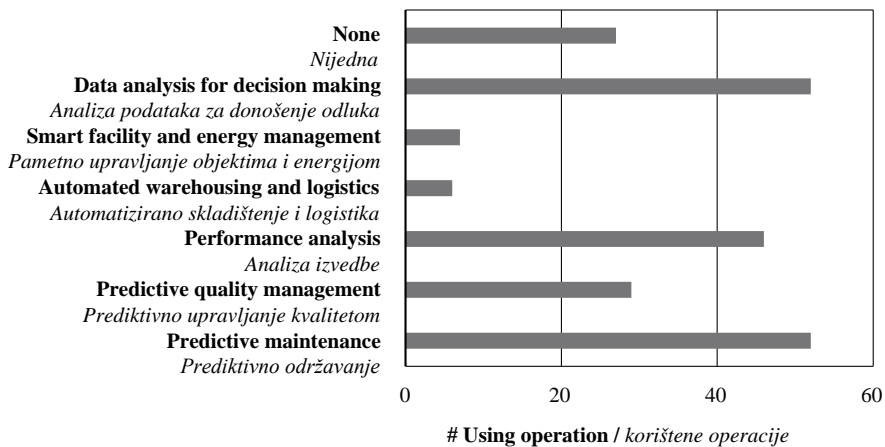 None
Nijedna
Data analysis for decision making
Analiza podataka za donošenje odluka
Smart facility and energy management
Pametno upravljanje objektima i energijom
Automated warehousing and logistics
Automatizirano skladištenje i logistika
Performance analysis
Analiza izvedbe
Predictive quality management
Prediktivno upravljanje kvalitetom
Predictive maintenance
Prediktivno održavanje
0 20 40 60
# Using operation / korištene operacije